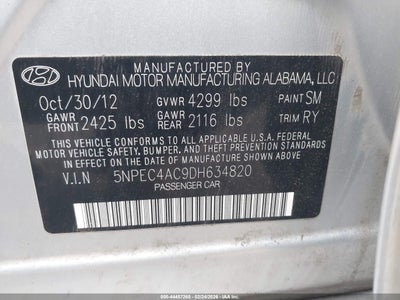 MANUFACTURED BY
HYUNDAI MOTOR MANUFACTURING ALABAMA, LLC
Oct/30/12 GVWR 4299 lbs PAINT SM
GAWR FRONT 2425 lbs GAWR REAR 2116 lbs TRIM RY
THIS VEHICLE CONFORMS TO ALL APPLICABLE U.S.A. FEDERAL
MOTOR VEHICLE SAFETY, BUMPER, AND THEFT PREVENTION
STANDARDS IN EFFECT ON THE DATE OF MANUFACTURE SHOWN ABOVE.
V.I.N 5NPEC4AC9DH634820
PASSENGER CAR